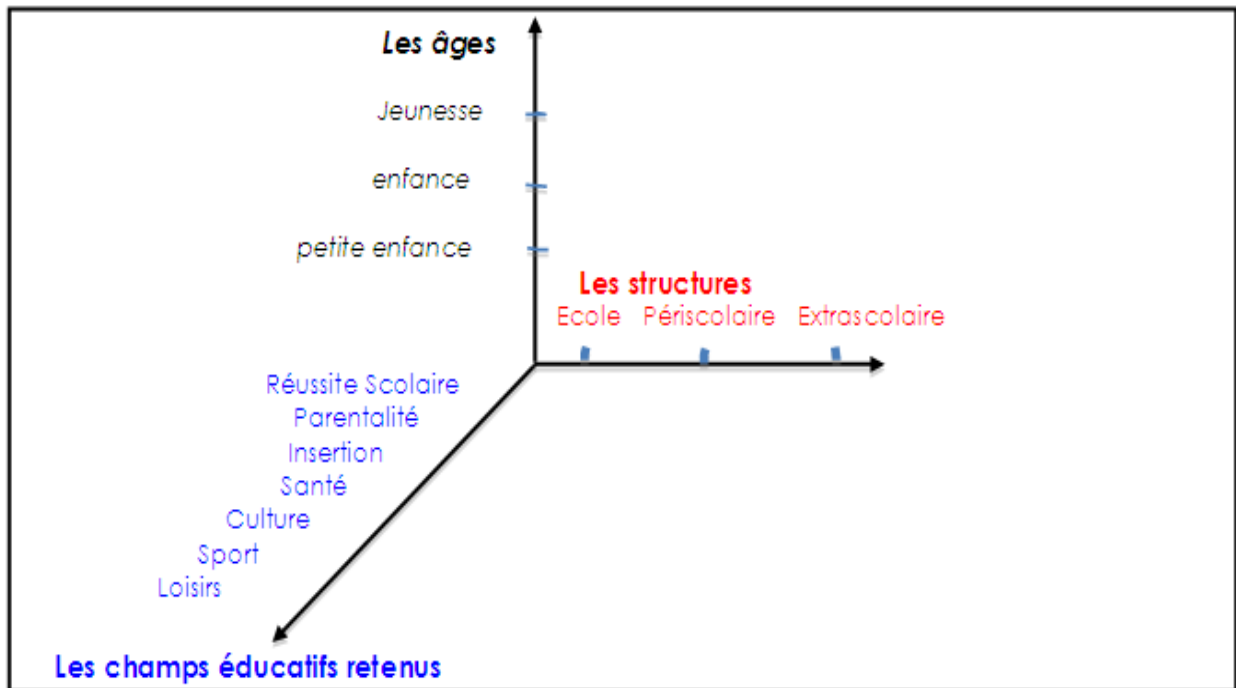 Les âges
Jeunesse
enfance
petite enfance
Les structures
Ecole Périscolaire Extrascolaire
Réussite Scolaire
Parentalité
Insertion
Santé
Culture
Sport
Loisirs
Les champs éducatifs retenus